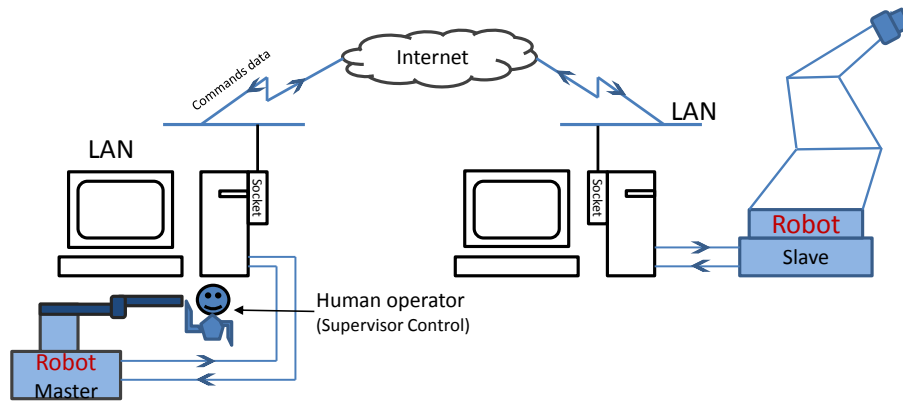 Internet
Commands data
LAN
LAN
Socket
Socket
Robot
Slave
Human operator
(Supervisor Control)
Robot
Master